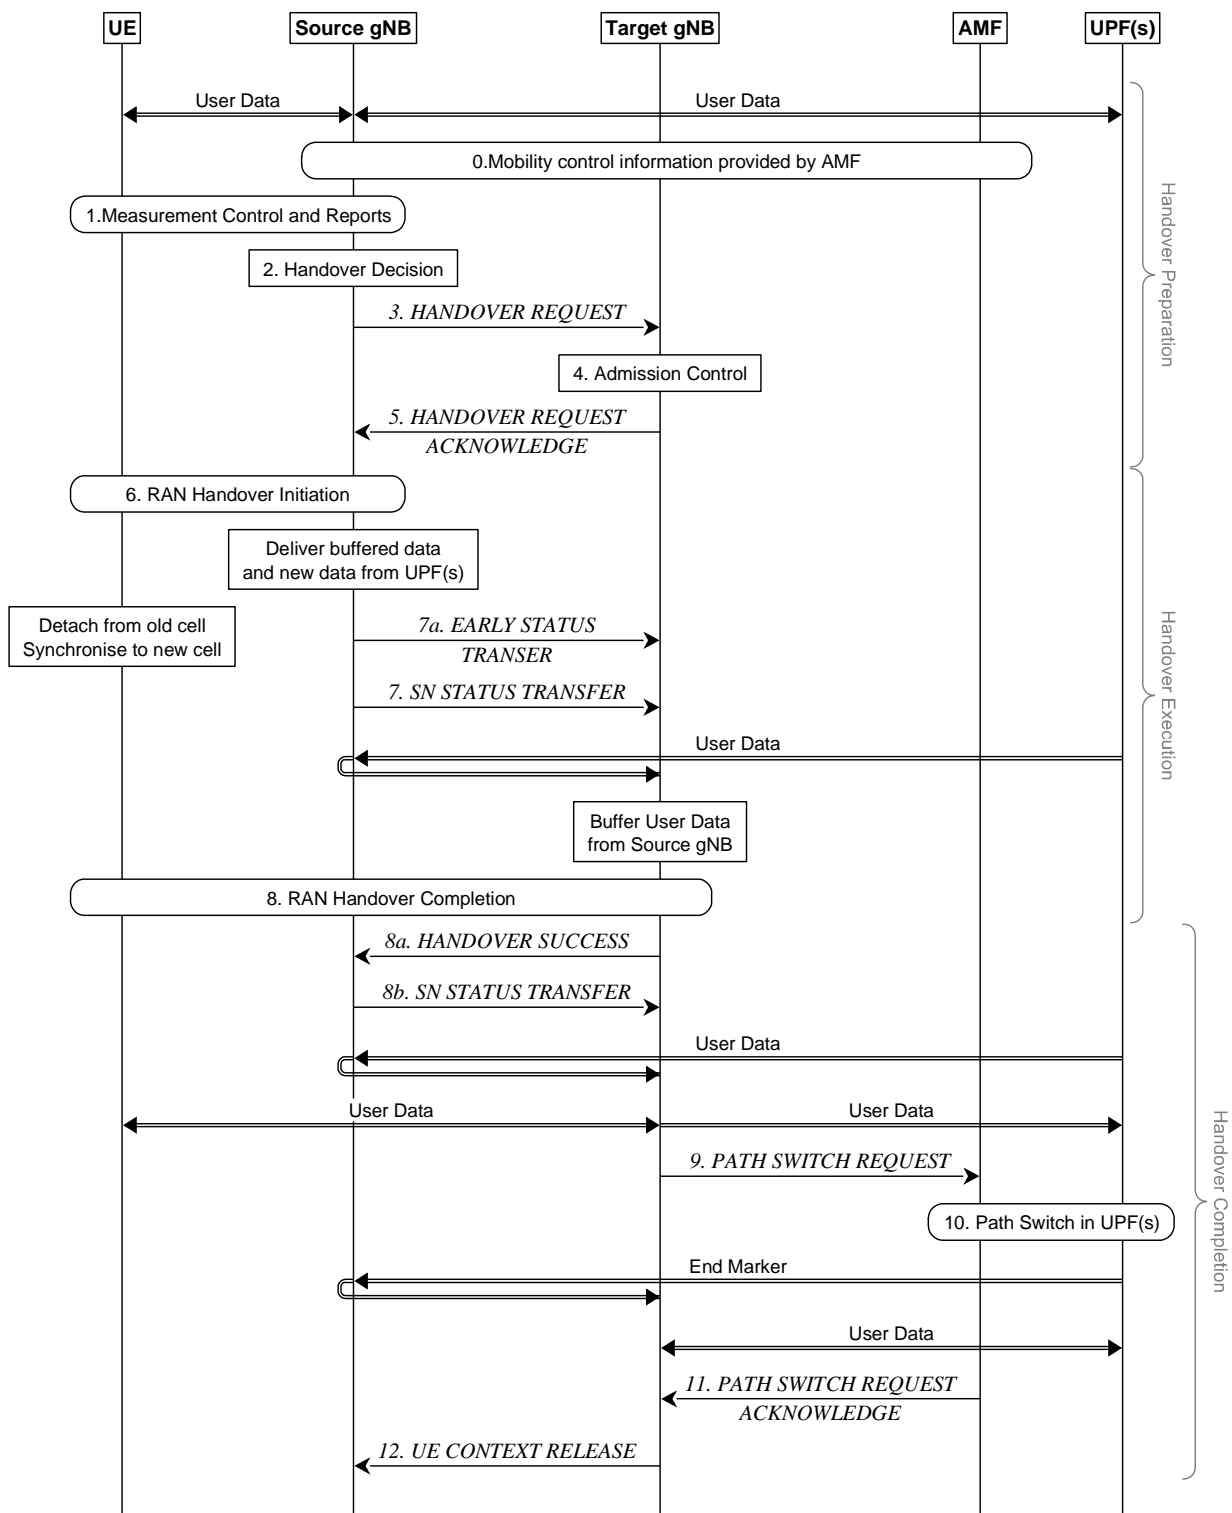 UE
Source gNB
Target gNB
AMF
UPF(s)
User Data
User Data
0.Mobility control information provided by AMF
1.Measurement Control and Reports
2. Handover Decision
3. HANDOVER REQUEST
4. Admission Control
5. HANDOVER REQUEST
ACKNOWLEDGE
Handover Preparation
6. RAN Handover Initiation
Deliver buffered data
and new data from UPF(s)
Detach from old cell
Synchronise to new cell
7a. EARLY STATUS
TRANSER
7. SN STATUS TRANSFER
User Data
Buffer User Data
from Source gNB
8. RAN Handover Completion
Handover Execution
8a. HANDOVER SUCCESS
8b. SN STATUS TRANSFER
User Data
User Data
User Data
9. PATH SWITCH REQUEST
10. Path Switch in UPF(s)
End Marker
User Data
11. PATH SWITCH REQUEST
ACKNOWLEDGE
12. UE CONTEXT RELEASE
Handover Completion